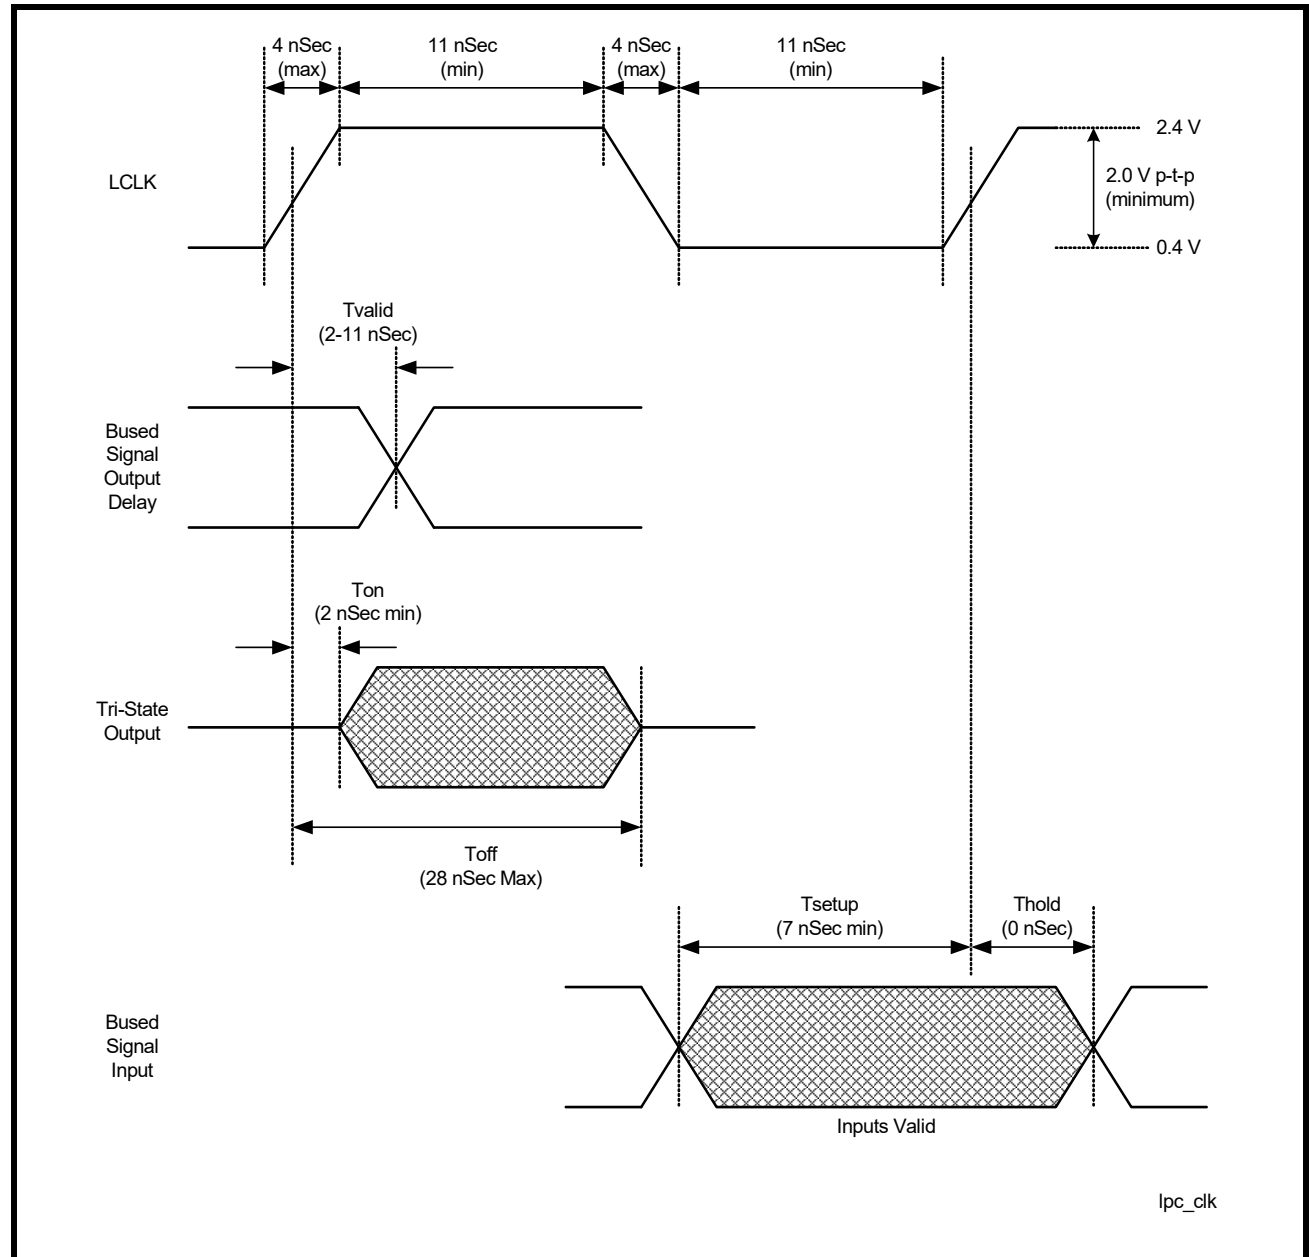 4 nSec
(max)
11 nSec
(min)
4 nSec
(max)
11 nSec
(min)
LCLK
2.4 V
2.0 V p-t-p
(minimum)
0.4 V
Tvalid
(2-11 nSec)
Bused
Signal
Output
Delay
Ton
(2 nSec min)
Tri-State
Output
Toff
(28 nSec Max)
Tsetup
(7 nSec min)
Thold
(0 nSec)
Bused
Signal
Input
Inputs Valid
lpc_clk